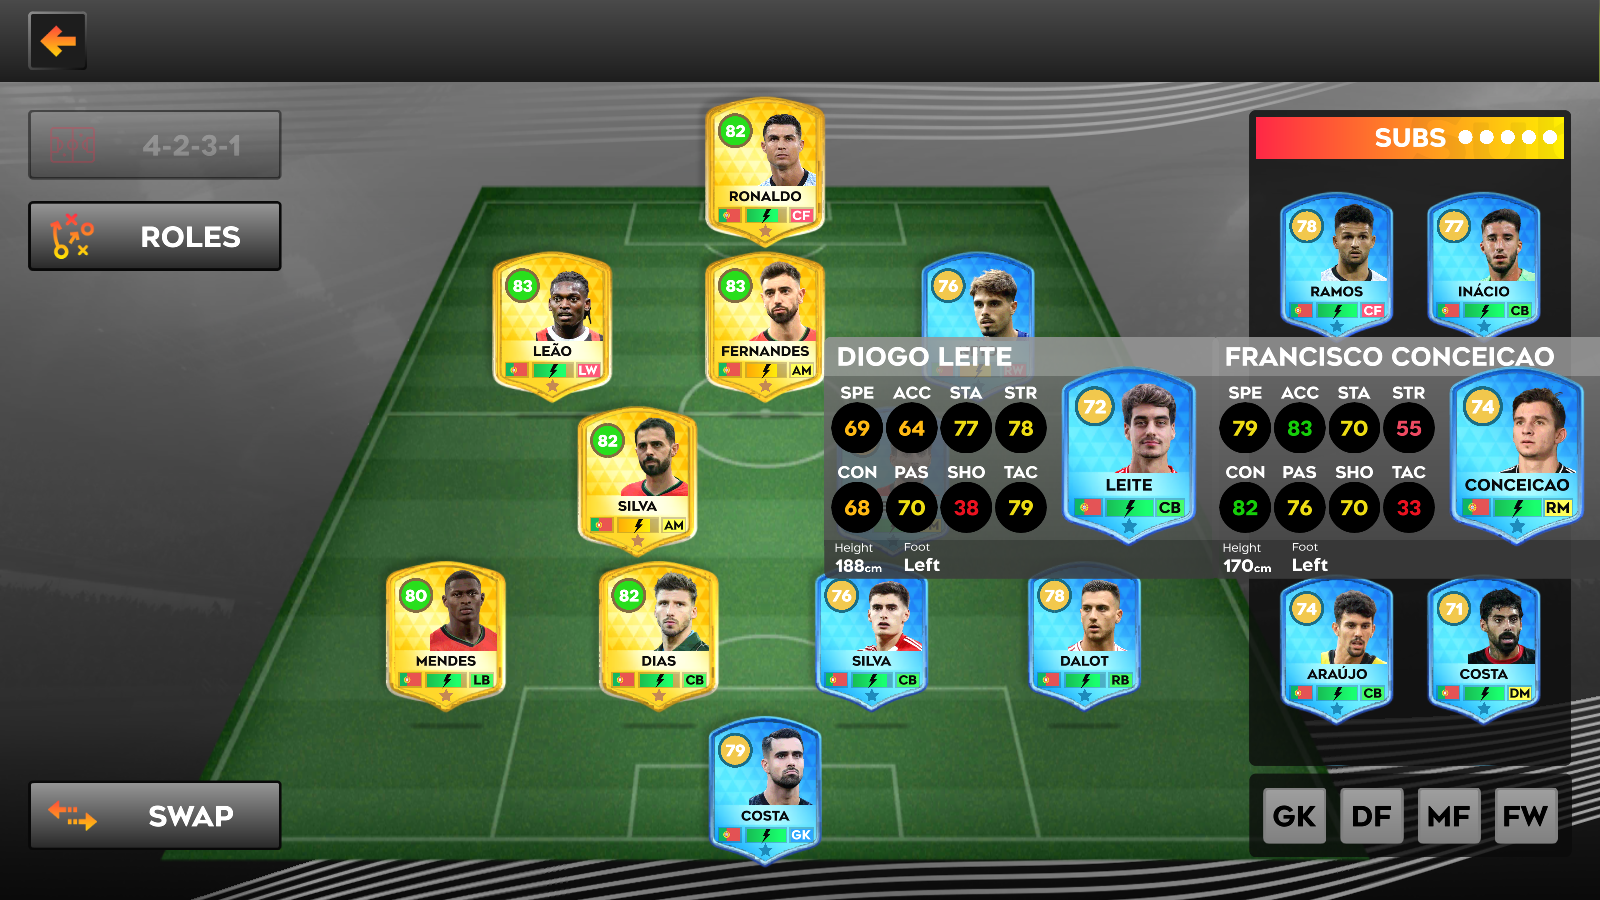 4-2-3-1
ROLES
SWAP
82
RONALDO
CF
83
LEÃO
LW
83
FERNANDES
AM
76
RW
82
SILVA
AM
80
MENDES
LB
82
DIAS
CB
76
SILVA
CB
78
DALOT
RB
79
COSTA
GK
SUBS
78
RAMOS
CF
77
INÁCIO
CB
DIOGO LEITE
SPE ACC STA STR
69 64 77 78
CON PAS SHO TAC
68 70 38 79
Height Foot
188cm Left
72
LEITE
CB
FRANCISCO CONCEICAO
SPE ACC STA STR
79 83 70 55
CON PAS SHO TAC
82 76 70 33
Height Foot
170cm Left
74
CONCEICAO
RM
74
ARAÚJO
CB
71
COSTA
DM
GK DF MF FW